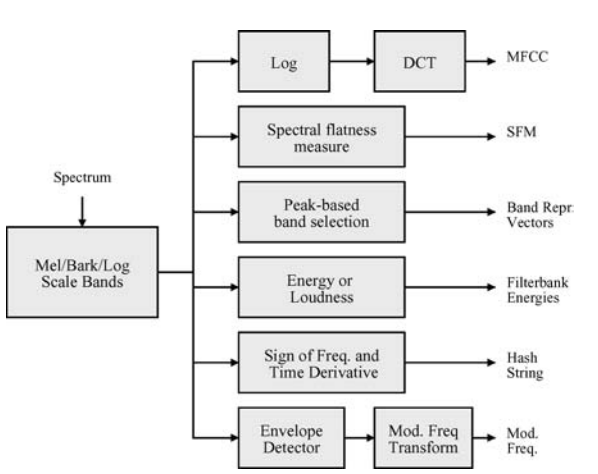 Log
DCT
MFCC
Spectral flatness
measure
SFM
Spectrum
Peak-based
band selection
Band Repr.
Vectors
Mel/Bark/Log
Scale Bands
Energy or
Loudness
Filterbank
Energies
Sign of Freq. and
Time Derivative
Hash
String
Envelope
Detector
Mod. Freq
Transform
Mod.
Freq.